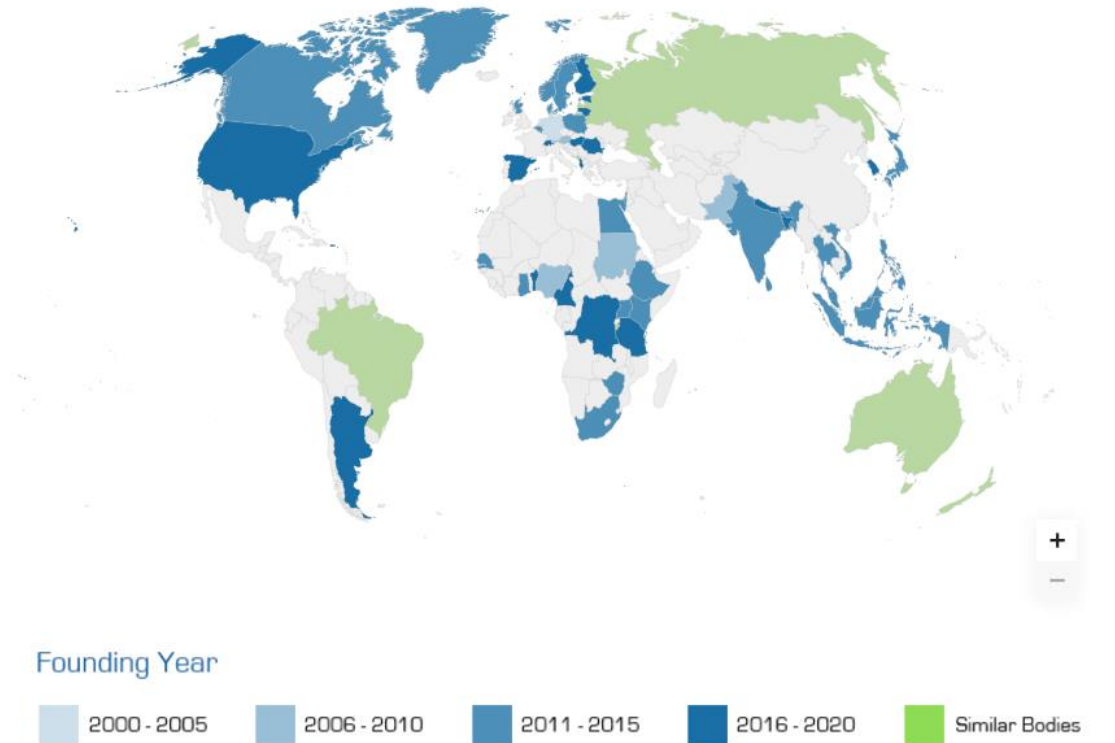 +
−
Founding Year
2000 - 2005
2006 - 2010
2011 - 2015
2016 - 2020
Similar Bodies